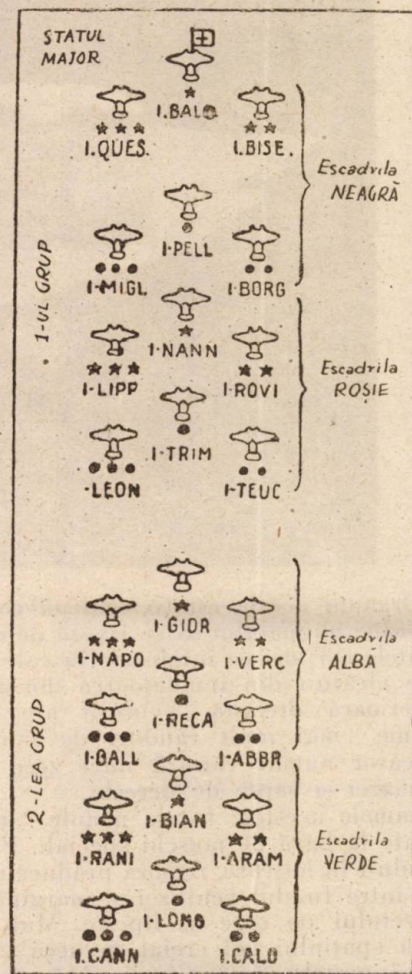 STATUL
MAJOR
I.BALB
I.QUES.
I.BISE.
Escadrila
NEAGRĂ
I-PELL
I-MIGL
I-BORG
1-UL GRUP
I-NANN
I-LIPP
I-ROVI
Escadrila
ROȘIE
I-TRIM
-LEON
I-TEUC
I-GIOR
I-NAPO
I-VERC
Escadrila
ALBĂ
I-RECA
I-BALL
I-ABBR
2-LEA GRUP
I-BIAN
I-RANI
I-ARAM
Escadrila
VERDE
I-LONG
I.CANN
I.CALO